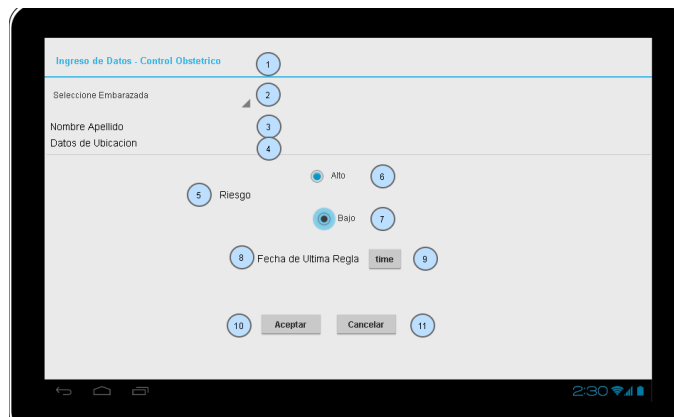 Ingreso de Datos - Control Obstetrico 1
Seleccione Embarazada 2
Nombre Apellido 3
Datos de Ubicacion 4
Alto 6
5 Riesgo
Bajo 7
8 Fecha de Ultima Regla time 9
10 Aceptar Cancelar 11
2:30